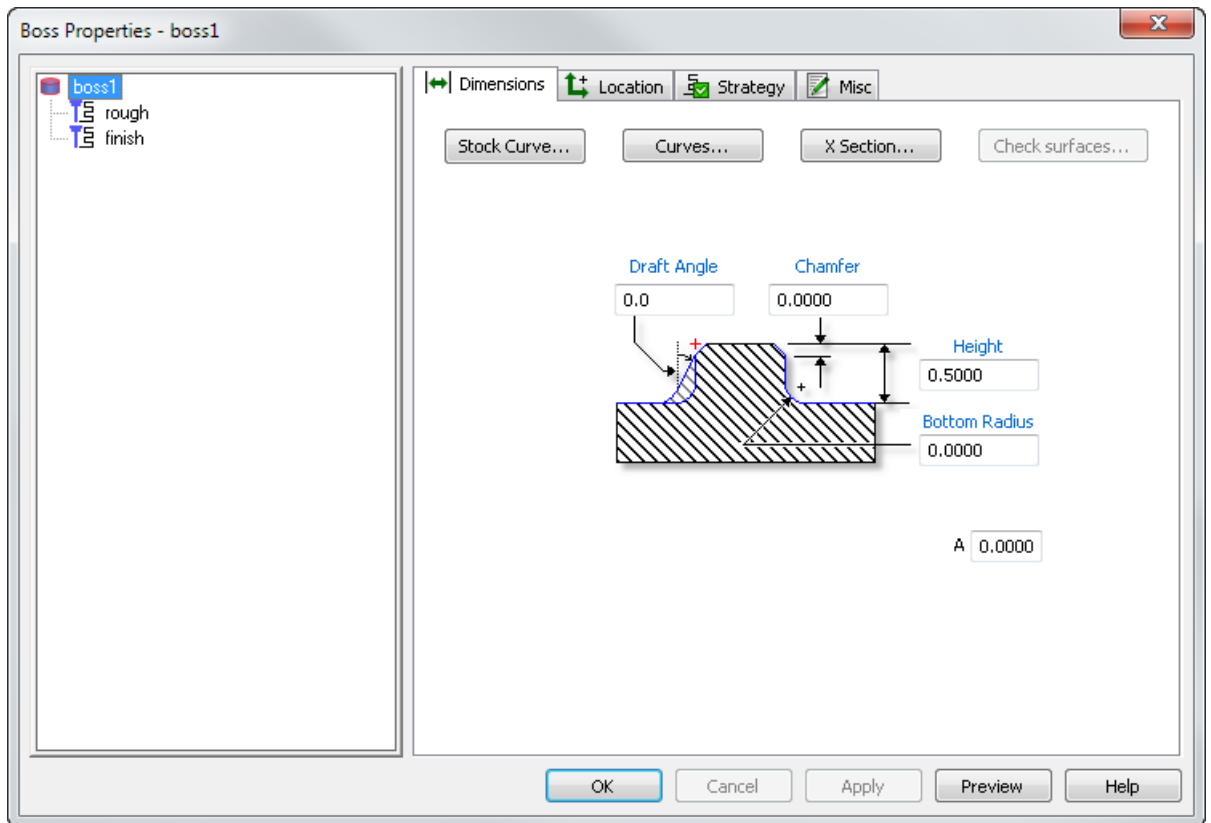 Boss Properties - boss1
boss1
rough
finish
Dimensions Location Strategy Misc
Stock Curve... Curves... X Section... Check surfaces...
Draft Angle Chamfer
0.0 0.0000
Height
0.5000
Bottom Radius
0.0000
A 0.0000
OK Cancel Apply Preview Help